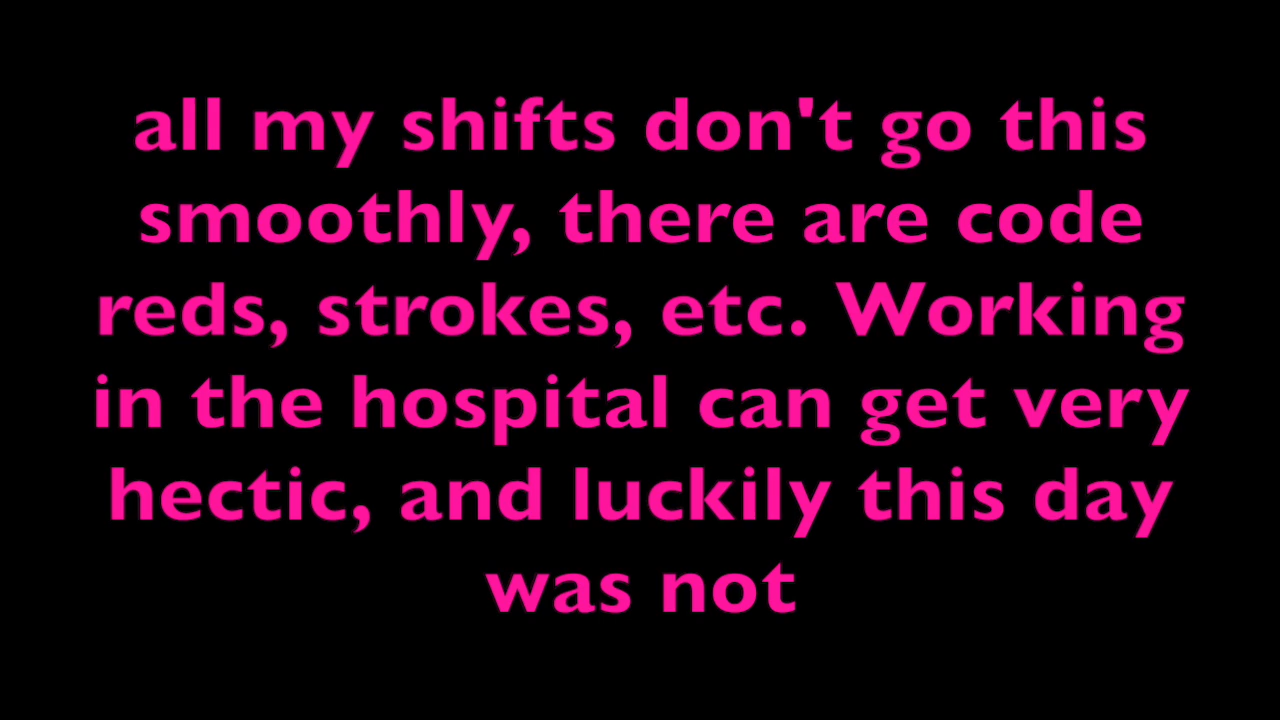 all my shifts don't go this
smoothly, there are code
reds, strokes, etc. Working
in the hospital can get very
hectic, and luckily this day
was not